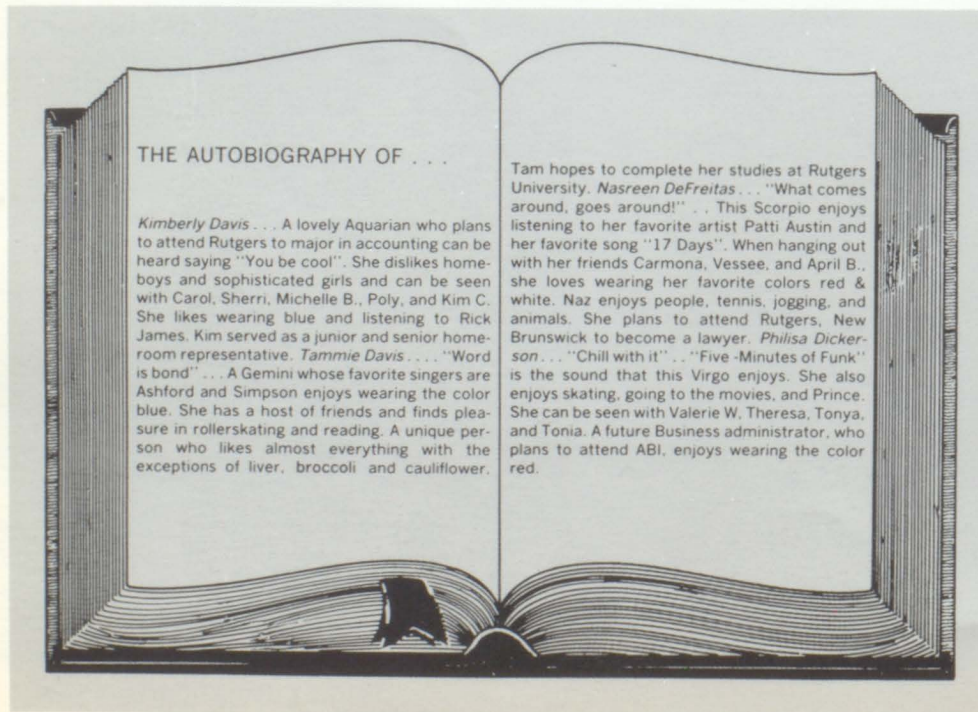 THE AUTOBIOGRAPHY OF . . .
Kimberly Davis . . . A lovely Aquarian who plans
to attend Rutgers to major in accounting can be
heard saying "You be cool". She dislikes home-
boys and sophisticated girls and can be seen
with Carol, Sherri, Michelle B., Poly, and Kim C.
She likes wearing blue and listening to Rick
James. Kim served as a junior and senior home-
room representative. Tammie Davis . . . . "Word
is bond" . . . A Gemini whose favorite singers are
Ashford and Simpson enjoys wearing the color
blue. She has a host of friends and finds plea-
sure in rollerskating and reading. A unique per-
son who likes almost everything with the
exceptions of liver, broccoli and cauliflower.
Tam hopes to complete her studies at Rutgers
University. Nasreen DeFreitas . . . "What comes
around, goes around!" . . This Scorpio enjoys
listening to her favorite artist Patti Austin and
her favorite song "17 Days". When hanging out
with her friends Carmona, Vessee, and April B.,
she loves wearing her favorite colors red &
white. Naz enjoys people, tennis, jogging, and
animals. She plans to attend Rutgers, New
Brunswick to become a lawyer. Philisa Dicker-
son . . . "Chill with it" . . "Five -Minutes of Funk"
is the sound that this Virgo enjoys. She also
enjoys skating, going to the movies, and Prince.
She can be seen with Valerie W, Theresa, Tonya,
and Tonia. A future Business administrator, who
plans to attend ABI, enjoys wearing the color
red.